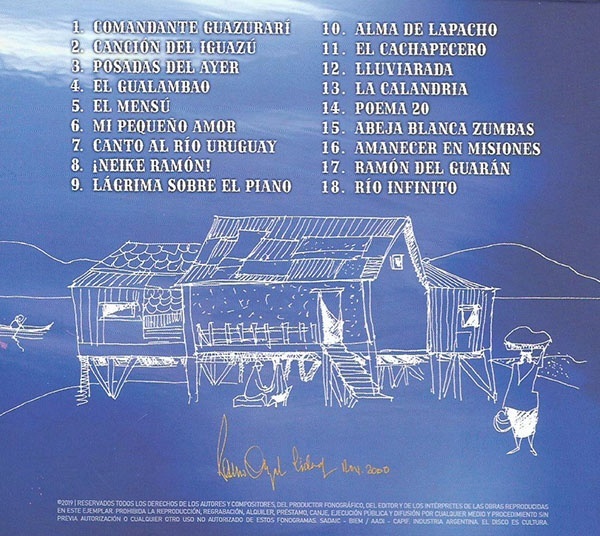 1. COMANDANTE GUAZURARÍ
2. CANCIÓN DEL IGUAZÚ
3. POSADAS DEL AYER
4. EL GUALAMBAO
5. EL MENSÚ
6. MI PEQUEÑO AMOR
7. CANTO AL RÍO URUGUAY
8. ¡NEIKE RAMÓN!
9. LÁGRIMA SOBRE EL PIANO
10. ALMA DE LAPACHO
11. EL CACHAPECERO
12. LLUVIARADA
13. LA CALANDRIA
14. POEMA 20
15. ABEJA BLANCA ZUMBAS
16. AMANECER EN MISIONES
17. RAMÓN DEL GUARÁN
18. RÍO INFINITO
Nov. 2000
©2019 | RESERVADOS TODOS LOS DERECHOS DE LOS AUTORES Y COMPOSITORES, DEL PRODUCTOR FONOGRÁFICO, DEL EDITOR Y DE LOS INTÉRPRETES DE LAS OBRAS REPRODUCIDAS
EN ESTE EJEMPLAR. PROHIBIDA LA REPRODUCCIÓN, REGRABACIÓN, ALQUILER, PRÉSTAMO, CANJE, EJECUCIÓN PÚBLICA Y DIFUSIÓN POR CUALQUIER MEDIO Y PROCEDIMIENTO SIN
PREVIA AUTORIZACIÓN O CUALQUIER OTRO USO NO AUTORIZADO DE ESTOS FONOGRAMAS. SADAIC - BIEM / AADI - CAPIF. INDUSTRIA ARGENTINA. EL DISCO ES CULTURA.